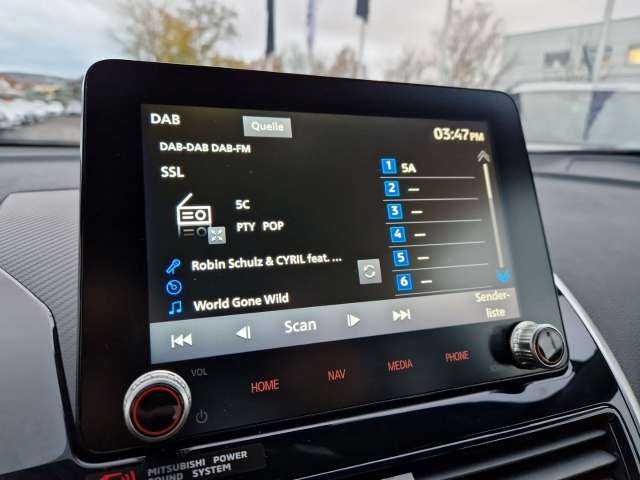 DAB
Quelle
03:47PM
DAB-DAB DAB-FM
SSL
5C
PTY POP
Robin Schulz & CYRIL feat. ...
World Gone Wild
1 5A
2 ---
3 ---
4 ---
5 ---
6 ---
Scan
Sender-
liste
VOL
HOME
NAV
MEDIA
PHONE
MITSUBISHI POWER
SOUND SYSTEM